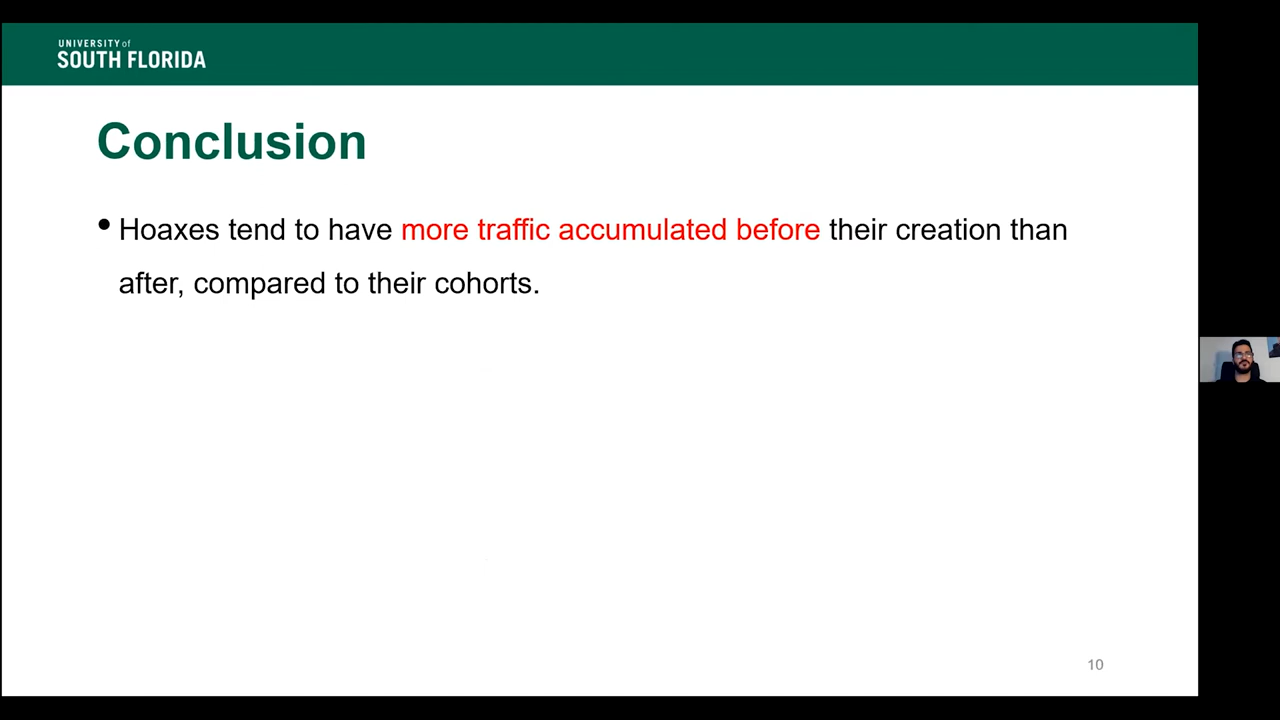 UNIVERSITY of
SOUTH FLORIDA
Conclusion
• Hoaxes tend to have more traffic accumulated before their creation than
after, compared to their cohorts.
10